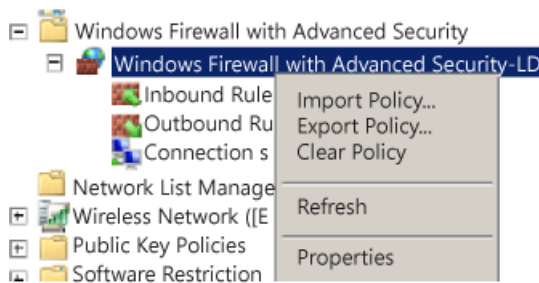 Windows Firewall with Advanced Security
Windows Firewall with Advanced Security-LD
Inbound Rule
Outbound Ru
Connection s
Network List Manage
Wireless Network ([E
Public Key Policies
Software Restriction
Import Policy...
Export Policy...
Clear Policy
Refresh
Properties